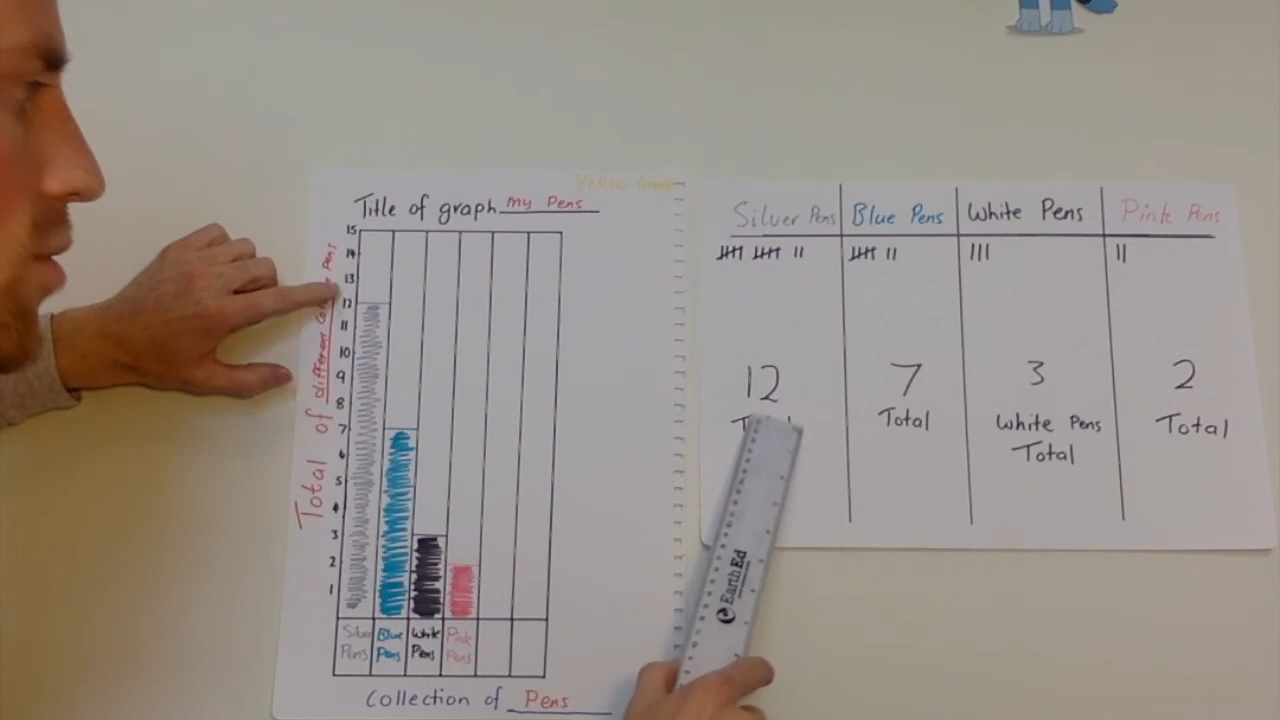 Title of graph my Pens
15
14
13
12
11
10
9
8
7
6
5
4
3
2
1
Total of different Pens
Silver Pens
Blue Pens
White Pens
Pink Pens
Collection of Pens
Yellow
Silver Pens Blue Pens White Pens Pink Pens
12 7 3 2
Total White Pens Total
Total
EarthEd